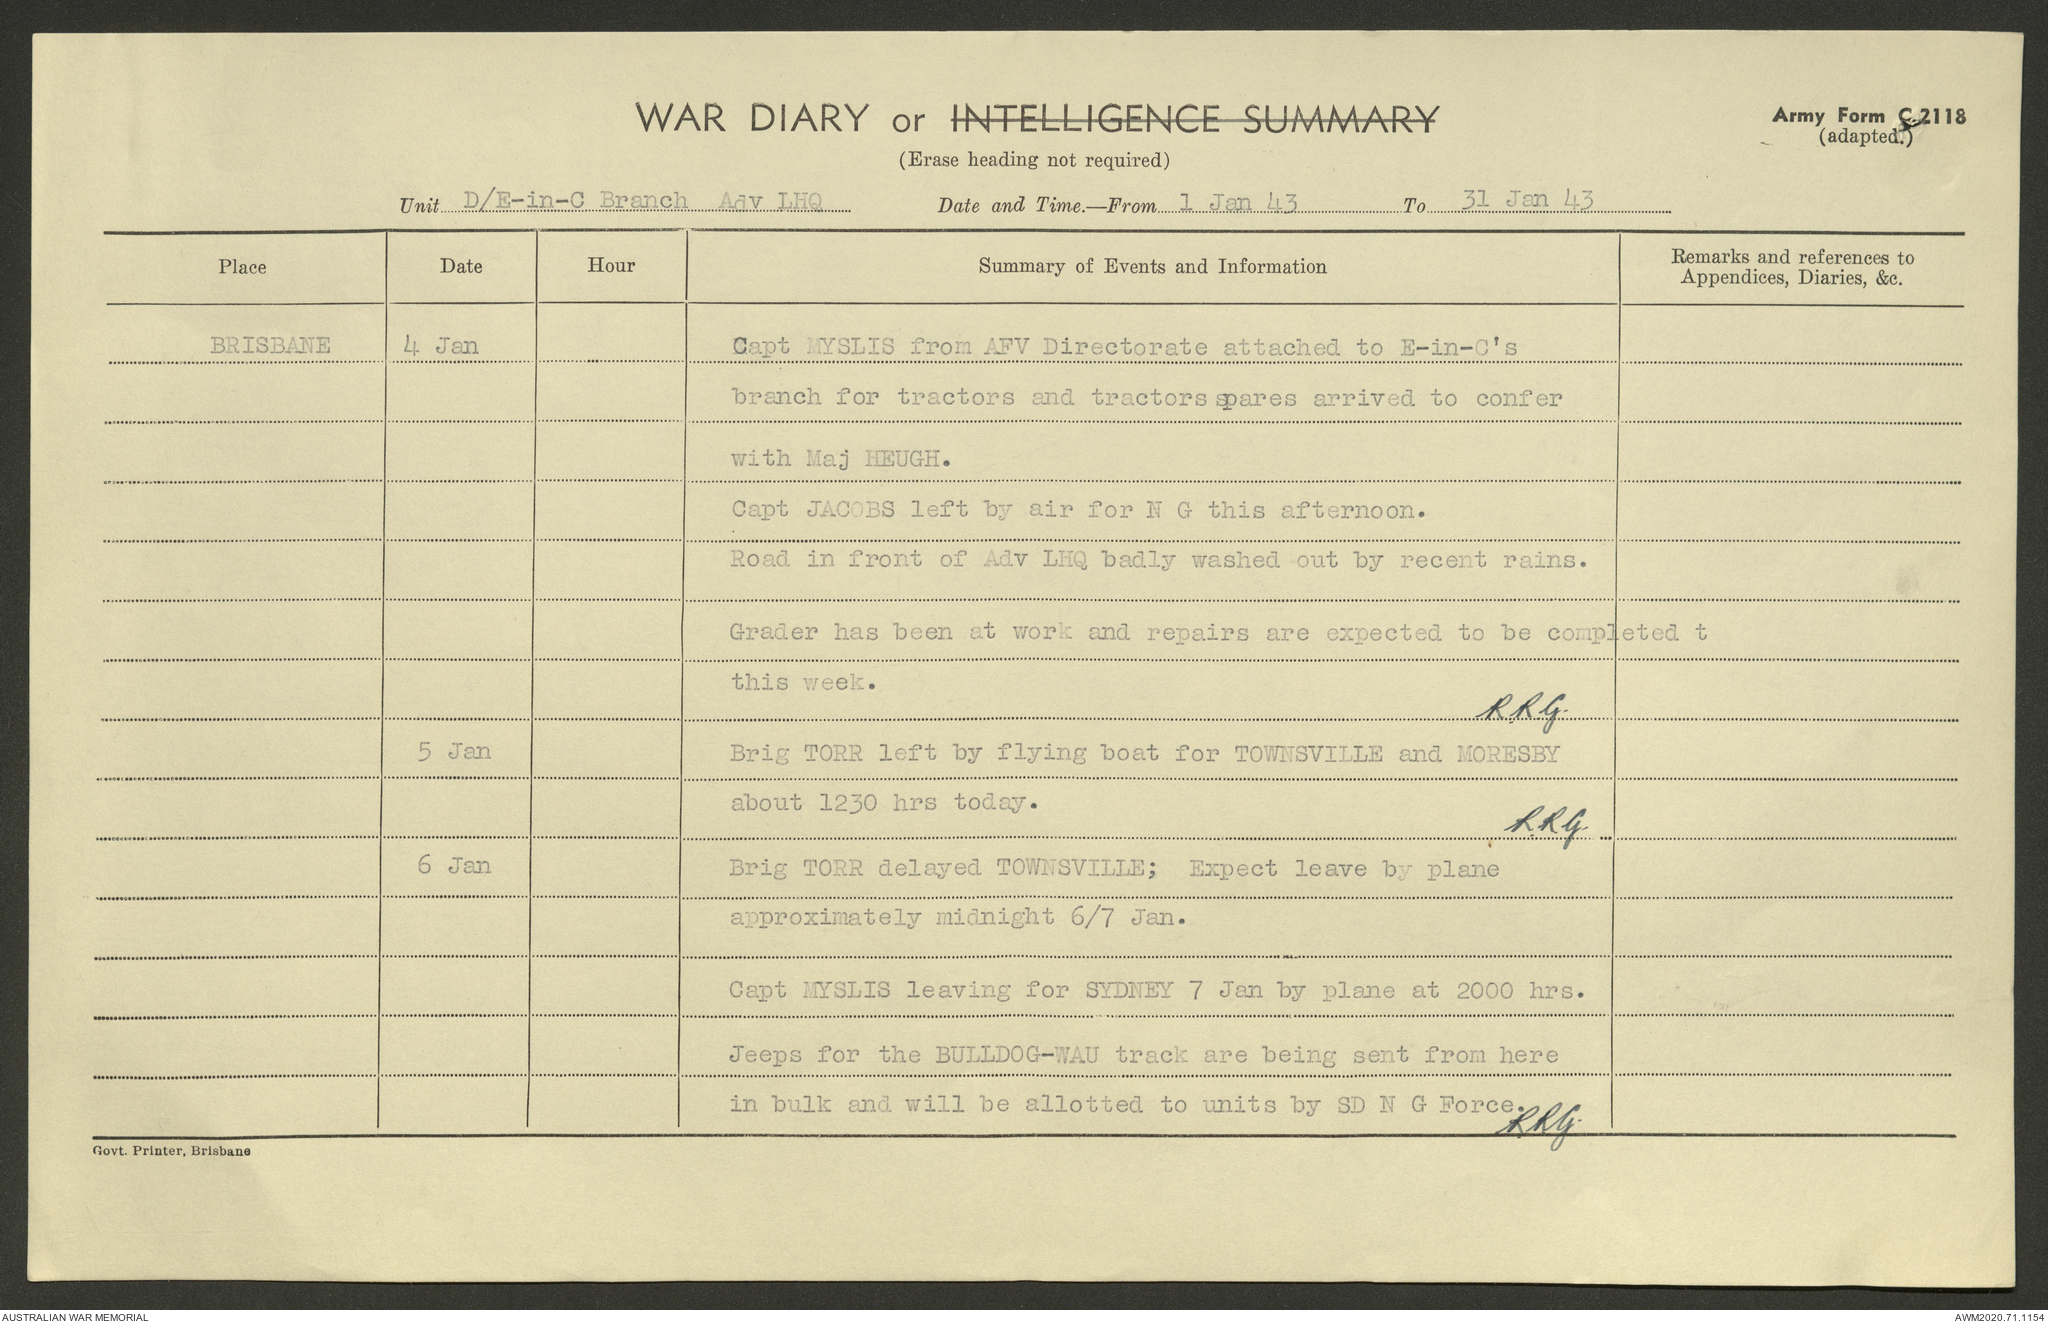 WAR DIARY or INTELLIGENCE SUMMARY
Army Form C.2118
(adapted.)
(Erase heading not required)
Unit D/E-in-C Branch Adv LHQ Date and Time.—From 1 Jan 43 To 31 Jan 43
Place Date Hour Summary of Events and Information Remarks and references to
Appendices, Diaries, &c.
BRISBANE 4 Jan Capt MYSLIS from AFV Directorate attached to E-in-C's
branch for tractors and tractors spares arrived to confer
with Maj HEUGH.
Capt JACOBS left by air for N G this afternoon.
Road in front of Adv LHQ badly washed out by recent rains.
Grader has been at work and repairs are expected to be completed t
this week.
R.R.G.
5 Jan Brig TORR left by flying boat for TOWNSVILLE and MORESBY
about 1230 hrs today.
R.R.G.
6 Jan Brig TORR delayed TOWNSVILLE; Expect leave by plane
approximately midnight 6/7 Jan.
Capt MYSLIS leaving for SYDNEY 7 Jan by plane at 2000 hrs.
Jeeps for the BULLDOG-WAU track are being sent from here
in bulk and will be allotted to units by SD N G Force.
R.R.G.
Govt. Printer, Brisbane
AUSTRALIAN WAR MEMORIAL
AWM2020.71.1154